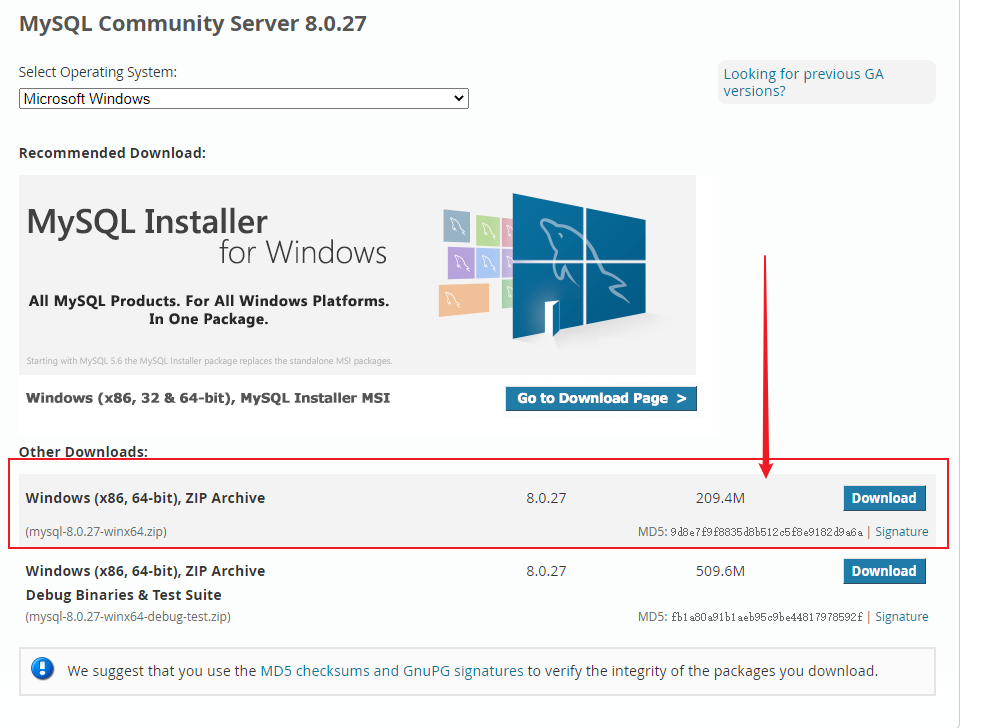 MySQL Community Server 8.0.27
Select Operating System:
Looking for previous GA
versions?
Microsoft Windows
Recommended Download:
MySQL Installer
for Windows
All MySQL Products. For All Windows Platforms.
In One Package.
Starting with MySQL 5.6 the MySQL Installer package replaces the standalone MSI packages.
Windows (x86, 32 & 64-bit), MySQL Installer MSI
Go to Download Page >
Other Downloads:
Windows (x86, 64-bit), ZIP Archive 8.0.27 209.4M Download
(mysql-8.0.27-winx64.zip) MD5: 9d8e7f9f8835d8b512c5f8e9182d9a6a | Signature
Windows (x86, 64-bit), ZIP Archive 8.0.27 509.6M Download
Debug Binaries & Test Suite
(mysql-8.0.27-winx64-debug-test.zip) MD5: fb1a80a91b1aeb95c9be44817978592f | Signature
We suggest that you use the MD5 checksums and GnuPG signatures to verify the integrity of the packages you download.